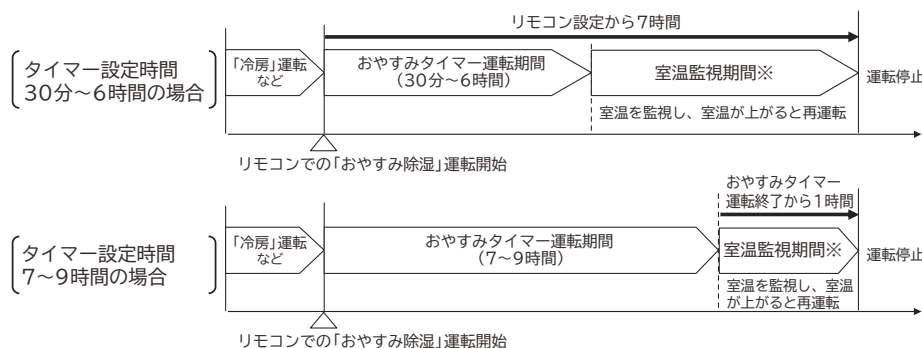 リモコン設定から7時間
タイマー設定時間
30分～6時間の場合
「冷房」運転
など
おやすみタイマー運転期間
（30分～6時間）
室温監視期間※
運転停止
室温を監視し、室温が上がると再運転
リモコンでの「おやすみ除湿」運転開始
おやすみタイマー
運転終了から1時間
タイマー設定時間
7～9時間の場合
「冷房」運転
など
おやすみタイマー運転期間
（7～9時間）
室温監視期間※
運転停止
室温を監視し、室温
が上がると再運転
リモコンでの「おやすみ除湿」運転開始